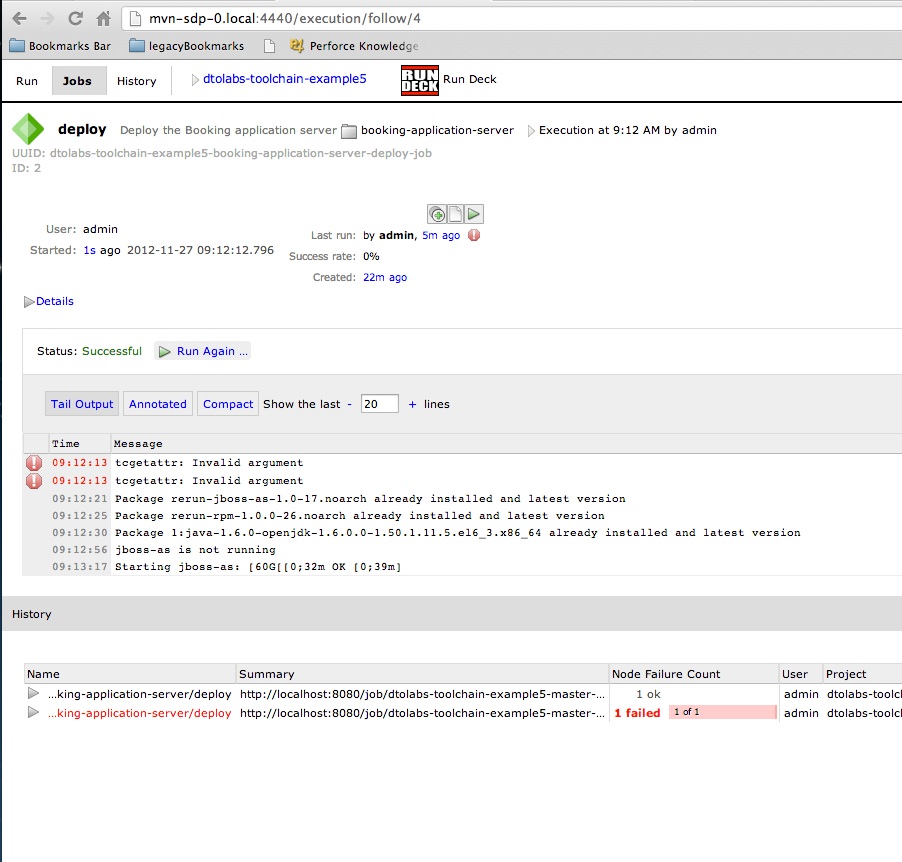 mvn-sdp-0.local:4440/execution/follow/4
Bookmarks Bar legacyBookmarks Perforce Knowledge
Run Jobs History dtolabs-toolchain-example5 RUN DECK Run Deck
deploy Deploy the Booking application server booking-application-server Execution at 9:12 AM by admin
UUID: dtolabs-toolchain-example5-booking-application-server-deploy-job
ID: 2
User: admin
Started: 1s ago 2012-11-27 09:12:12.796
Last run: by admin, 5m ago
Success rate: 0%
Created: 22m ago
Details
Status: Successful Run Again ...
Tail Output Annotated Compact Show the last - 20 + lines
Time Message
09:12:13 tcgetattr: Invalid argument
09:12:13 tcgetattr: Invalid argument
09:12:21 Package rerun-jboss-as-1.0-17.noarch already installed and latest version
09:12:25 Package rerun-rpm-1.0.0-26.noarch already installed and latest version
09:12:30 Package 1:java-1.6.0-openjdk-1.6.0.0-1.50.1.11.5.el6_3.x86_64 already installed and latest version
09:12:56 jboss-as is not running
09:13:17 Starting jboss-as: [60G[[0;32m OK [0;39m]
History
Name Summary Node Failure Count User Project
...king-application-server/deploy http://localhost:8080/job/dtolabs-toolchain-example5-master-... 1 ok admin dtolabs-toolc
...king-application-server/deploy http://localhost:8080/job/dtolabs-toolchain-example5-master-... 1 failed 1 of 1 admin dtolabs-toolc